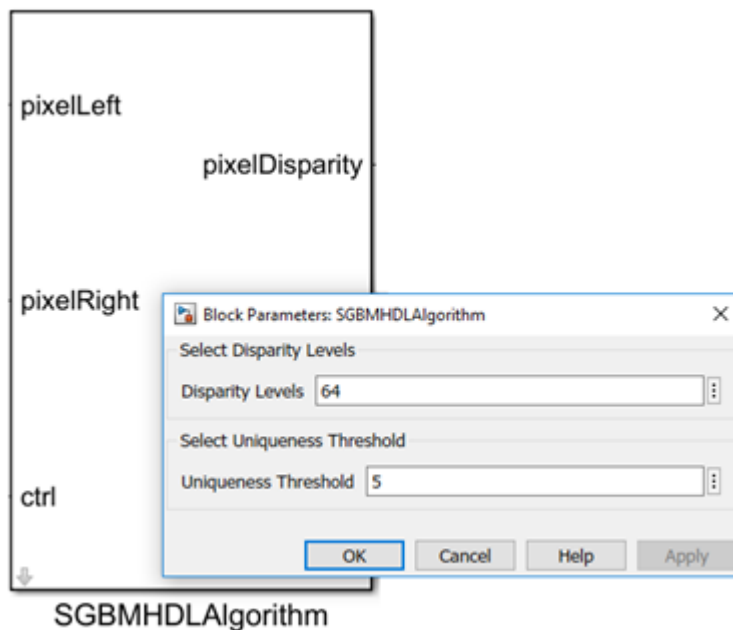 pixelLeft
pixelDisparity
pixelRight
Block Parameters: SGBMHDLAlgorithm
Select Disparity Levels
Disparity Levels 64
Select Uniqueness Threshold
Uniqueness Threshold 5
ctrl
OK Cancel Help Apply
SGBMHDLAlgorithm